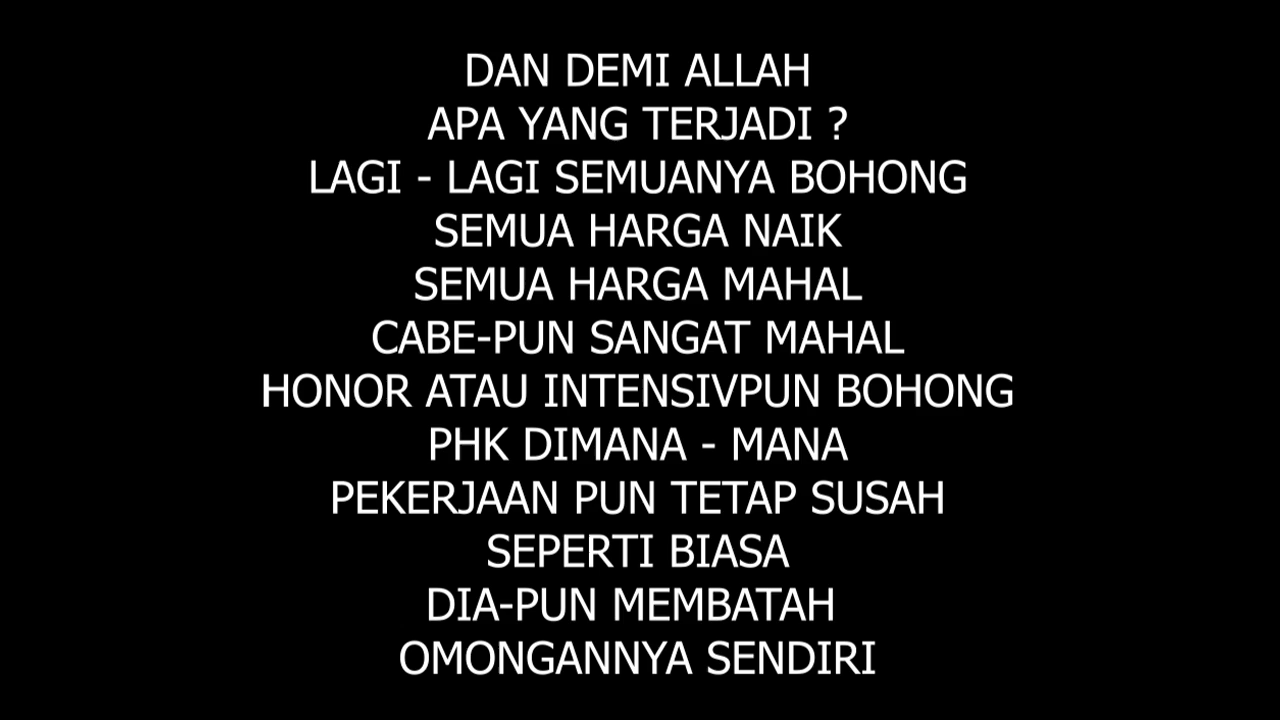 DAN DEMI ALLAH
APA YANG TERJADI ?
LAGI - LAGI SEMUANYA BOHONG
SEMUA HARGA NAIK
SEMUA HARGA MAHAL
CABE-PUN SANGAT MAHAL
HONOR ATAU INTENSIVPUN BOHONG
PHK DIMANA - MANA
PEKERJAAN PUN TETAP SUSAH
SEPERTI BIASA
DIA-PUN MEMBATAH
OMONGANNYA SENDIRI